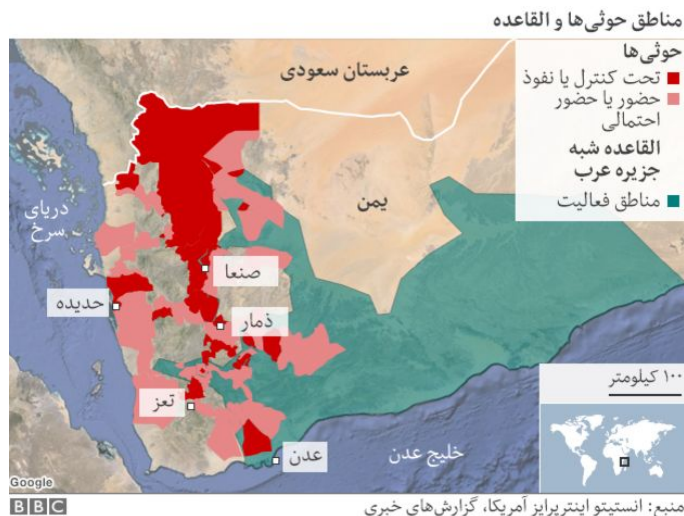 مناطق حوثی‌ها و القاعده
حوثی‌ها
تحت کنترل یا نفوذ
حضور یا حضور
احتمالی
القاعده شبه
جزیره عرب
مناطق فعالیت
عربستان سعودی
یمن
دریای
سرخ
صنعا
حدیده
ذمار
تعز
عدن
خلیج عدن
۱۰۰ کیلومتر
Google
BBC
منبع: انستیتو اینترپرایز آمریکا، گزارش‌های خبری